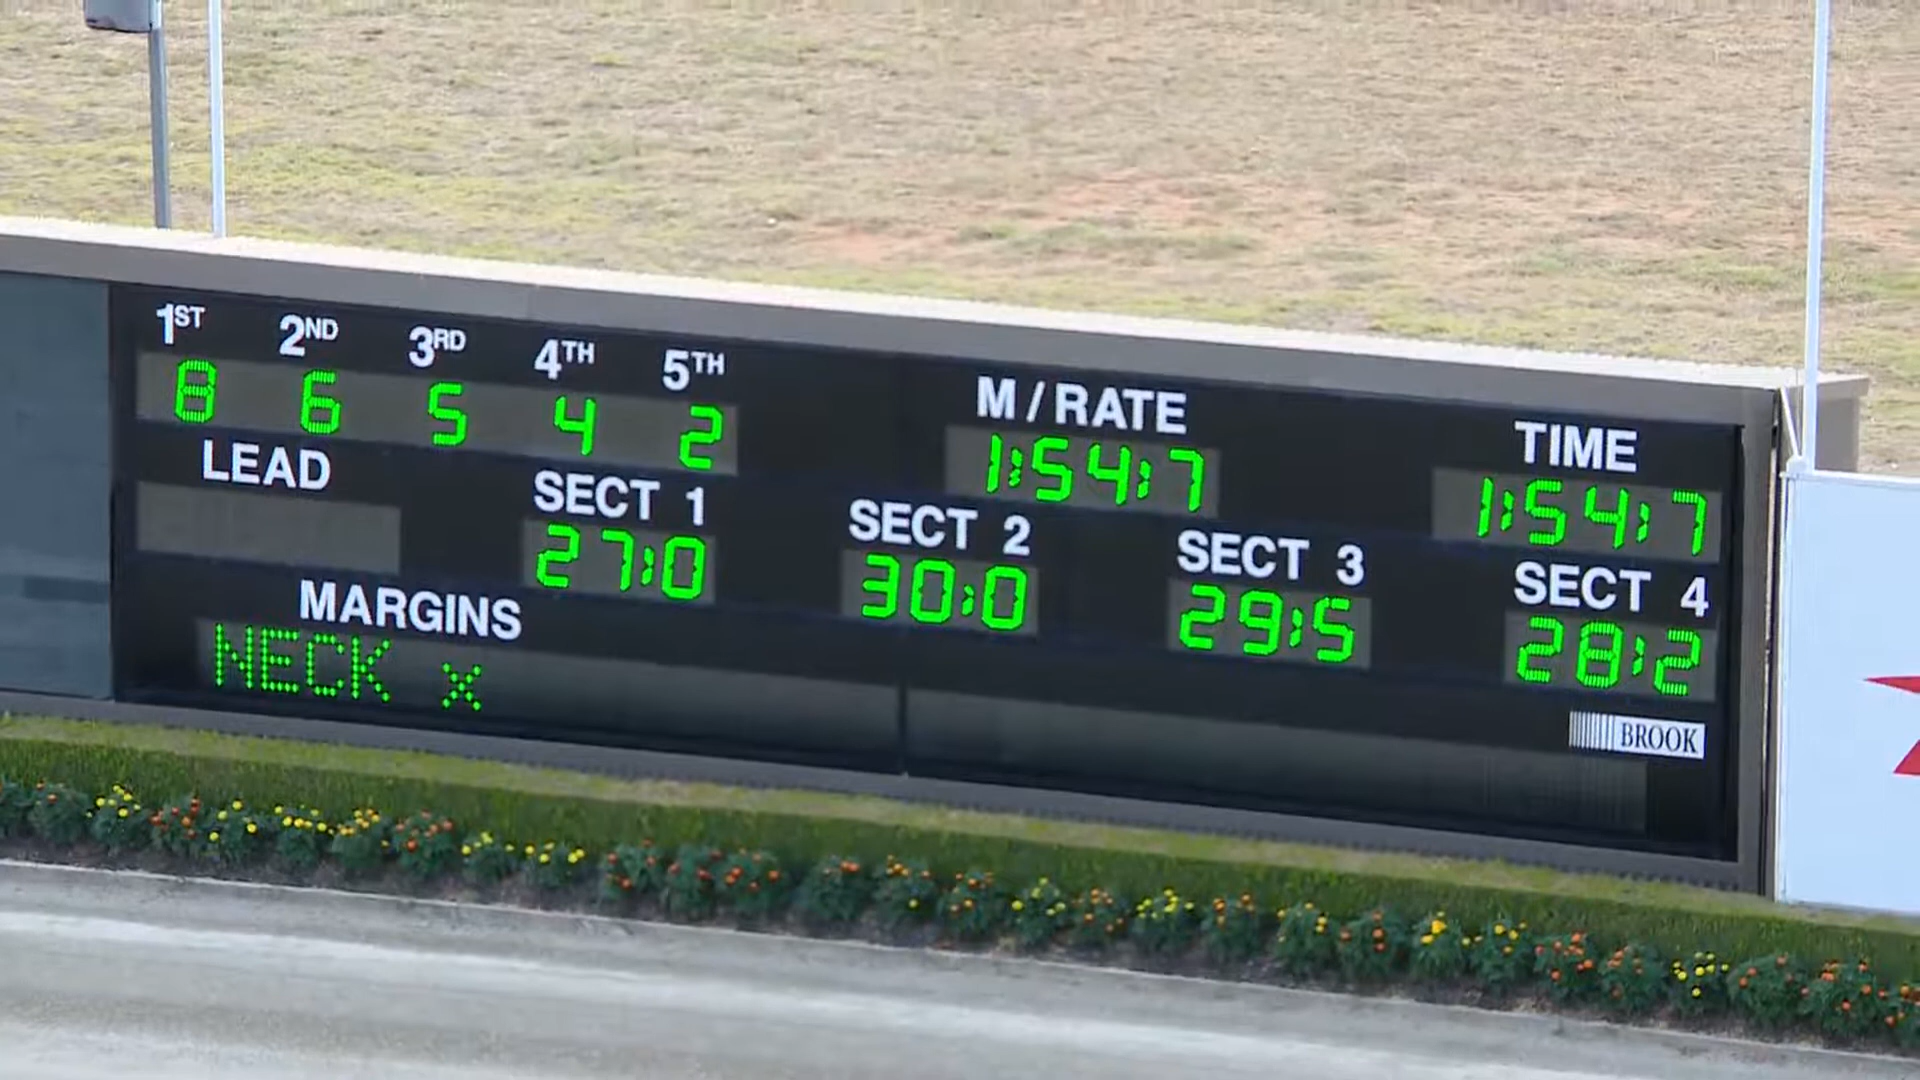 1ST 2ND 3RD 4TH 5TH
8 6 5 4 2
M/RATE
1:54:7
TIME
1:54:7
LEAD
SECT 1
27:0
SECT 2
30:0
SECT 3
29:5
SECT 4
28:2
MARGINS
NECK x
BROOK